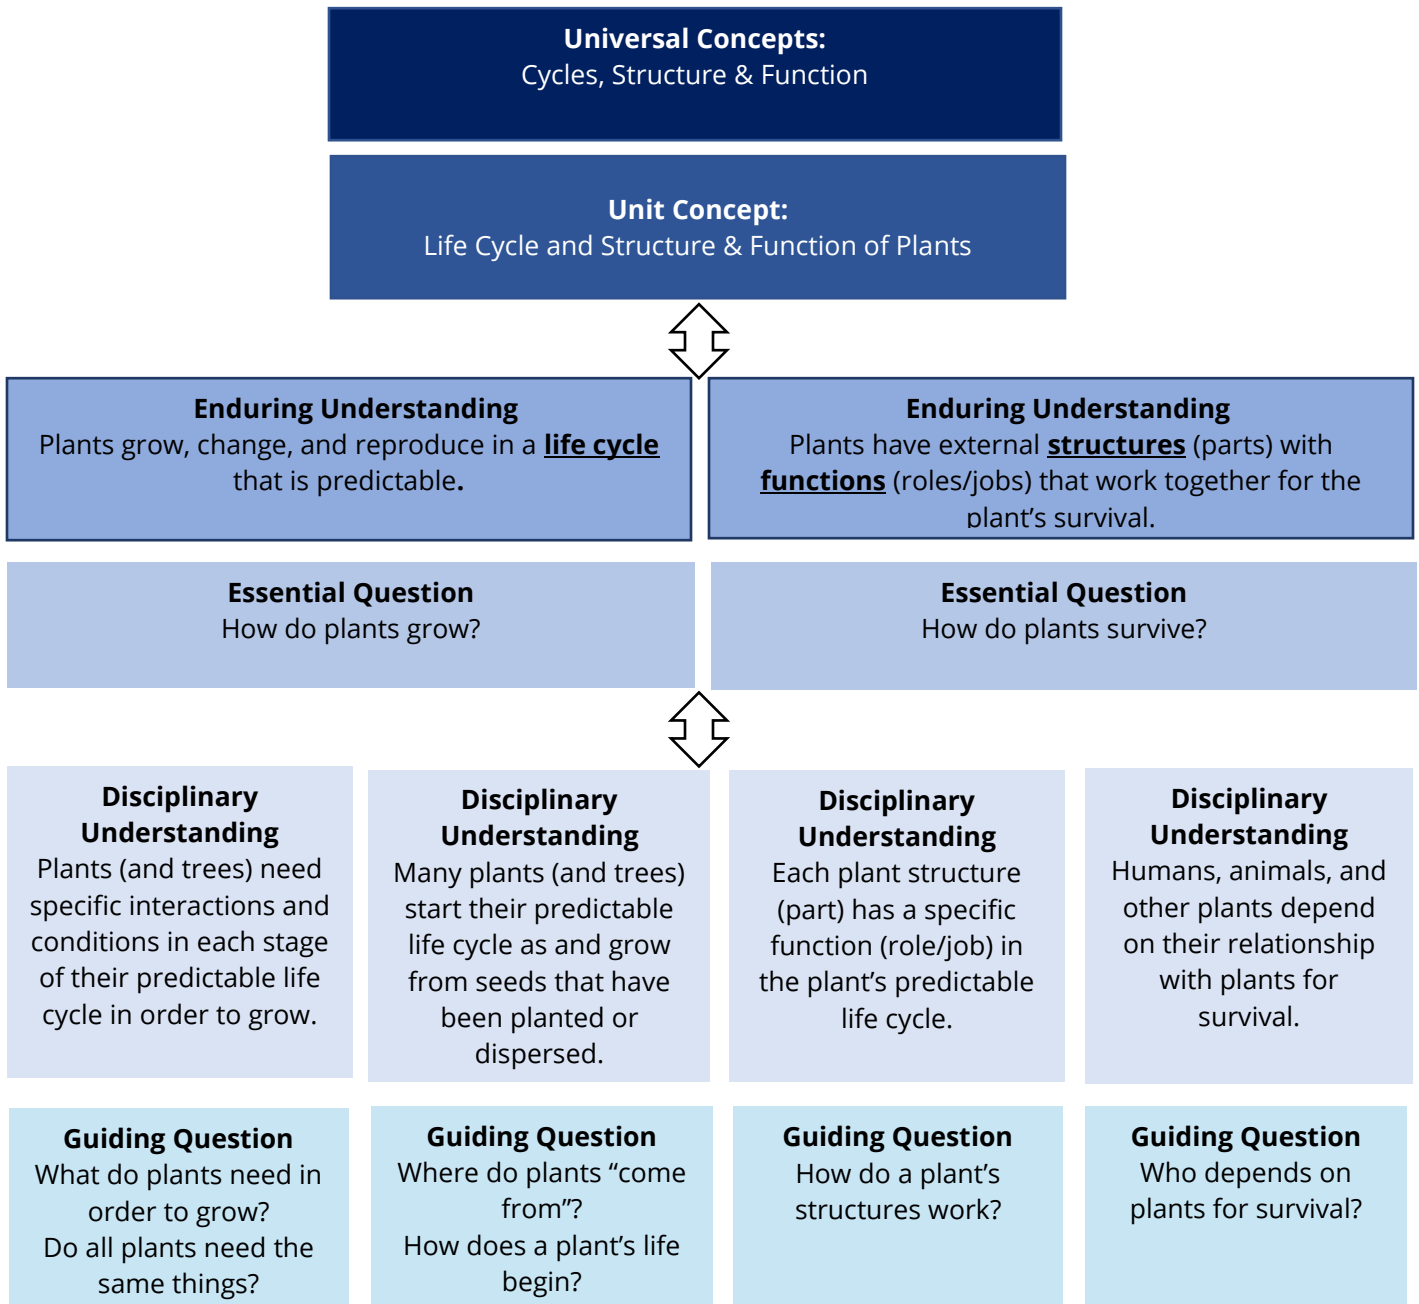 Universal Concepts:
Cycles, Structure & Function
Unit Concept:
Life Cycle and Structure & Function of Plants
Enduring Understanding
Plants grow, change, and reproduce in a life cycle
that is predictable.
Enduring Understanding
Plants have external structures (parts) with
functions (roles/jobs) that work together for the
plant’s survival.
Essential Question
How do plants grow?
Essential Question
How do plants survive?
Disciplinary
Understanding
Plants (and trees) need
specific interactions and
conditions in each stage
of their predictable life
cycle in order to grow.
Disciplinary
Understanding
Many plants (and trees)
start their predictable
life cycle as and grow
from seeds that have
been planted or
dispersed.
Disciplinary
Understanding
Each plant structure
(part) has a specific
function (role/job) in
the plant’s predictable
life cycle.
Disciplinary
Understanding
Humans, animals, and
other plants depend
on their relationship
with plants for
survival.
Guiding Question
What do plants need in
order to grow?
Do all plants need the
same things?
Guiding Question
Where do plants “come
from”?
How does a plant’s life
begin?
Guiding Question
How do a plant’s
structures work?
Guiding Question
Who depends on
plants for survival?